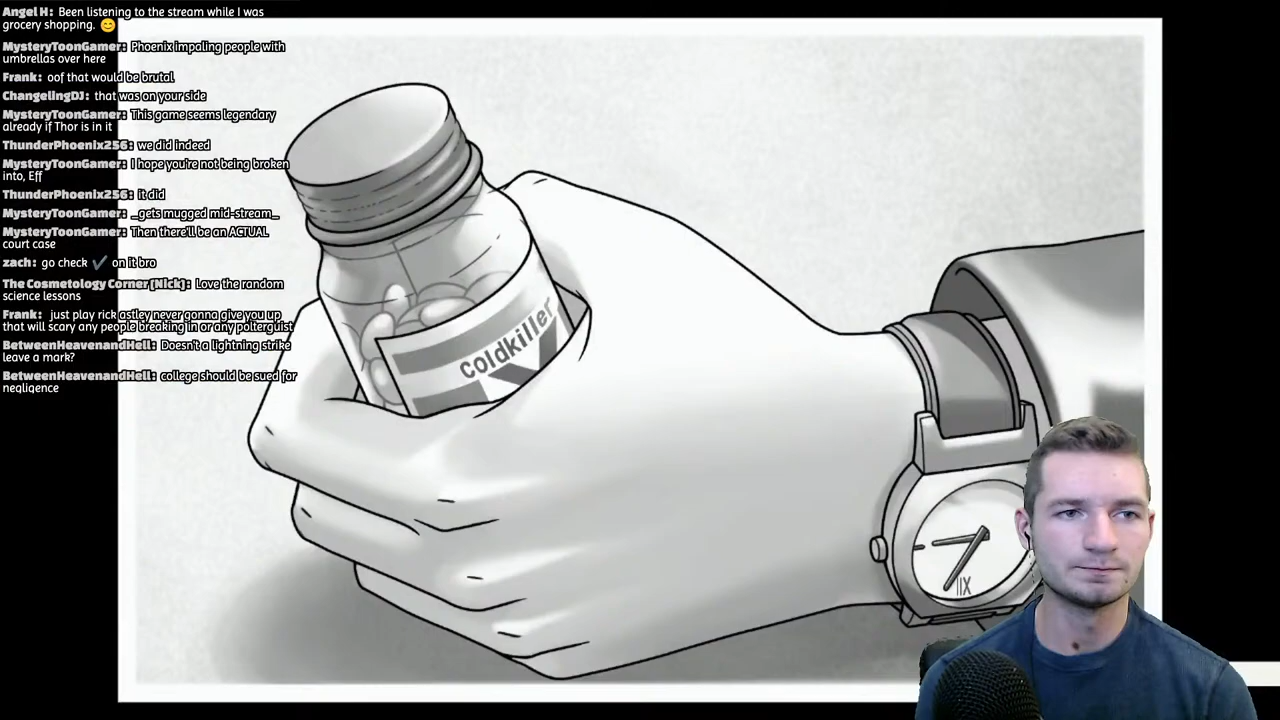 Angel H: Been listening to the stream while I was
grocery shopping. 😊
MysteryToonGamer: Phoenix impaling people with
umbrellas over here
Frank: oof that would be brutal
ChangelingDJ: that was on your side
MysteryToonGamer: This game seems legendary
already if Thor is in it
ThunderPhoenix256: we did indeed
MysteryToonGamer: I hope you're not being broken
into, Eff
ThunderPhoenix256: it did
MysteryToonGamer: _gets mugged mid-stream_
MysteryToonGamer: Then there'll be an ACTUAL
court case
zach: go check ✔ on it bro
The Cosmetology Corner [Nick]: Love the random
science lessons
Frank: just play rick astley never gonna give you up
that will scary any people breaking in or any polterguist
BetweenHeavenandHell: Doesn't a lightning strike
leave a mark?
BetweenHeavenandHell: college should be sued for
negligence
coldkiller
IIX